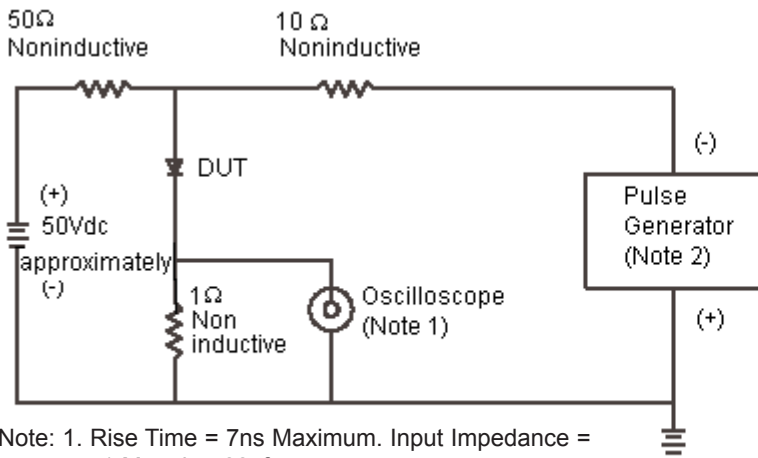 50Ω
Noninductive
10 Ω
Noninductive
DUT
(+)
50Vdc
approximately
(-)
1Ω
Non
inductive
Oscilloscope
(Note 1)
(-)
Pulse
Generator
(Note 2)
(+)
Note: 1. Rise Time = 7ns Maximum. Input Impedance =